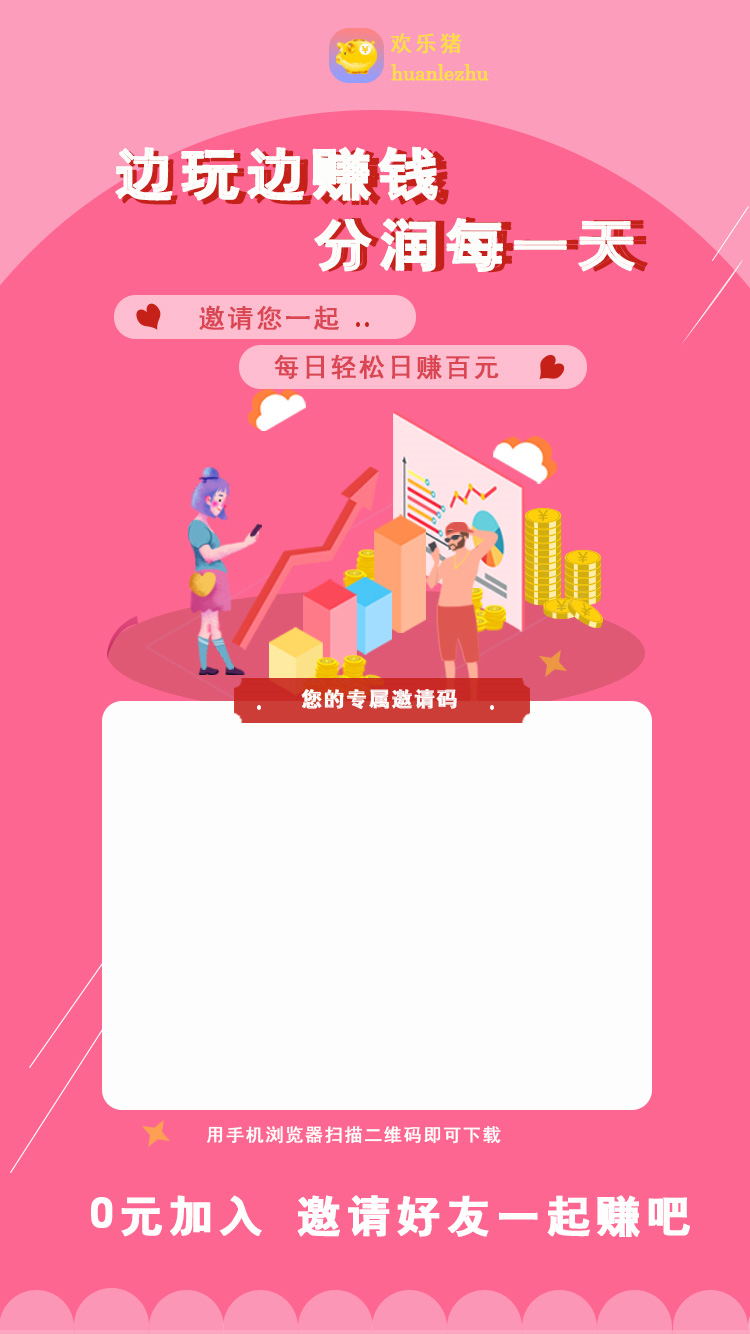 欢乐猪
huanlezhu
边玩边赚钱
分润每一天
邀请您一起 ..
每日轻松日赚百元
您的专属邀请码
用手机浏览器扫描二维码即可下载
0元加入 邀请好友一起赚吧